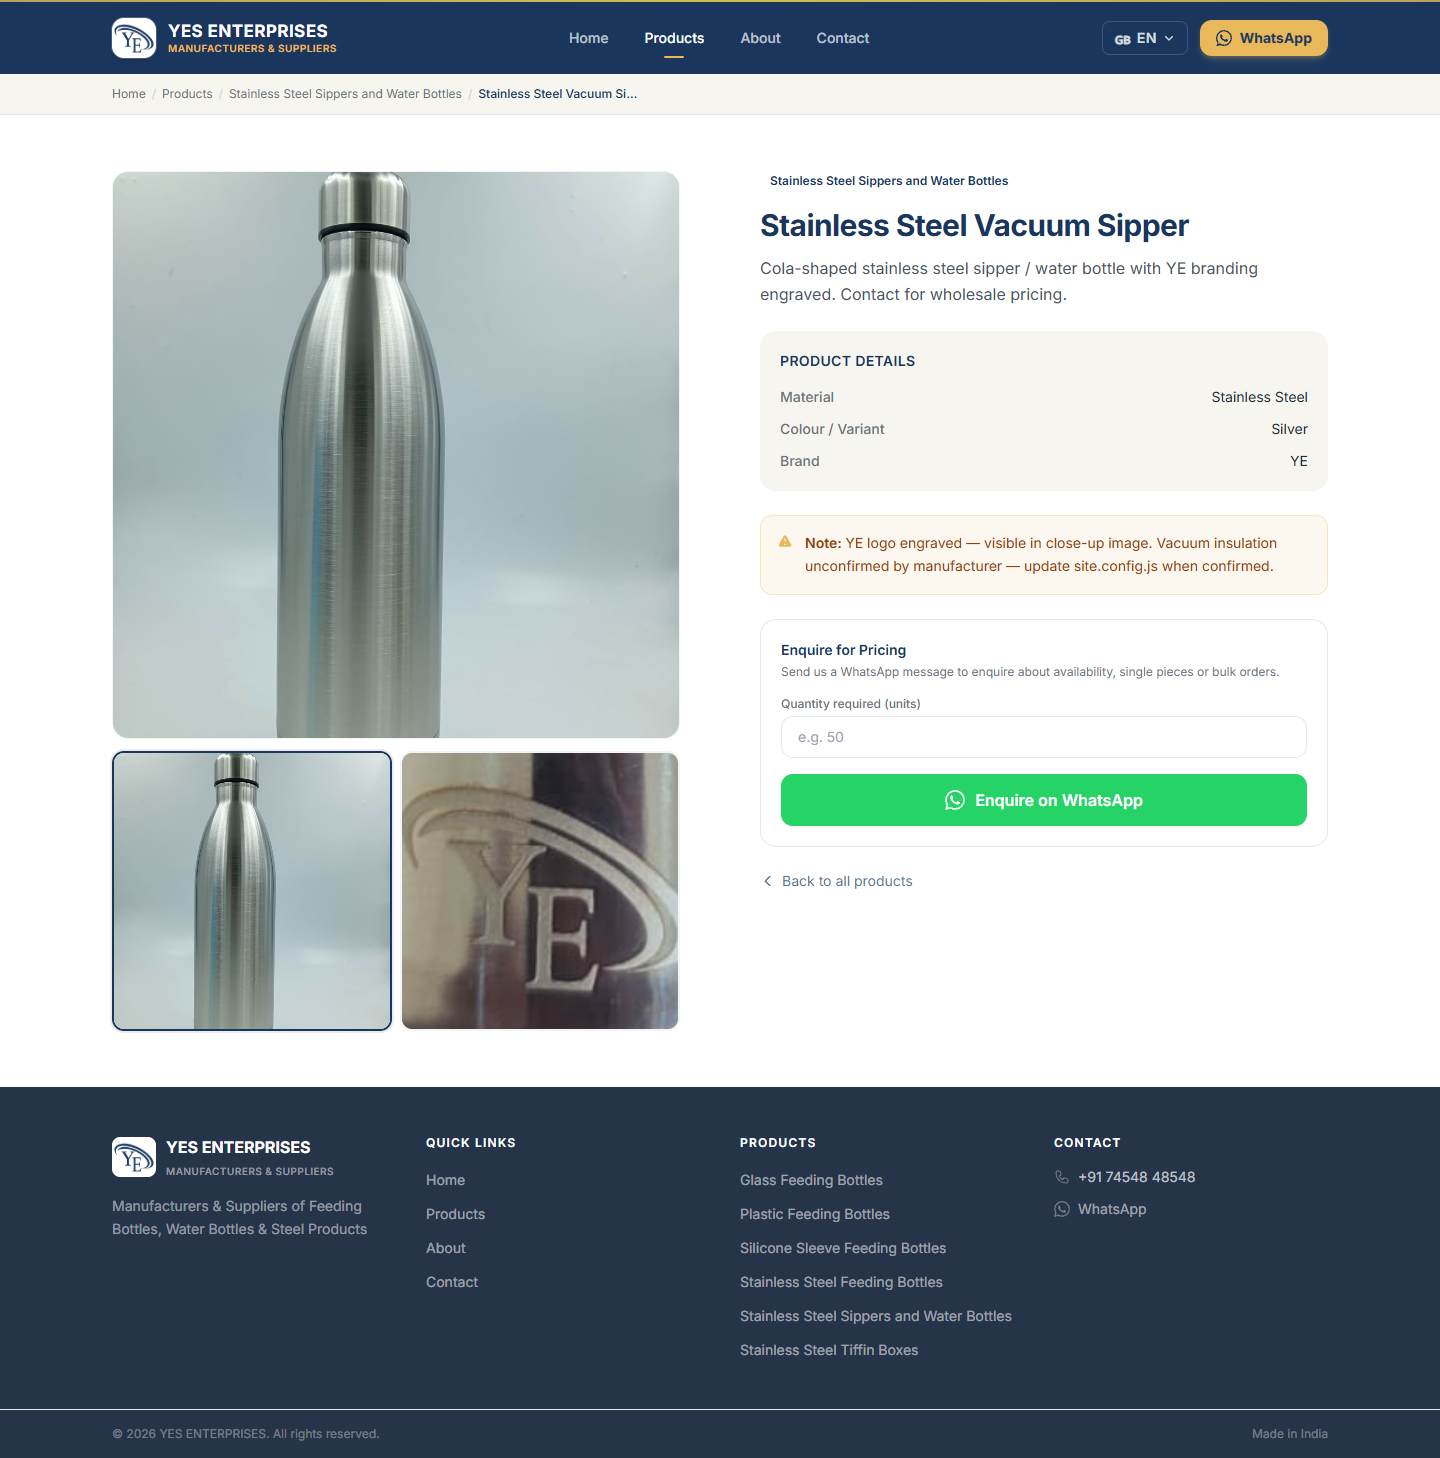 YE
YES ENTERPRISES
MANUFACTURERS & SUPPLIERS
Home
Products
About
Contact
GB EN
WhatsApp
Home / Products / Stainless Steel Sippers and Water Bottles / Stainless Steel Vacuum Si...
Stainless Steel Sippers and Water Bottles
Stainless Steel Vacuum Sipper
Cola-shaped stainless steel sipper / water bottle with YE branding
engraved. Contact for wholesale pricing.
PRODUCT DETAILS
Material Stainless Steel
Colour / Variant Silver
Brand YE
Note: YE logo engraved — visible in close-up image. Vacuum insulation
unconfirmed by manufacturer — update site.config.js when confirmed.
Enquire for Pricing
Send us a WhatsApp message to enquire about availability, single pieces or bulk orders.
Quantity required (units)
e.g. 50
Enquire on WhatsApp
Back to all products
YE
YE
YES ENTERPRISES
MANUFACTURERS & SUPPLIERS
Manufacturers & Suppliers of Feeding
Bottles, Water Bottles & Steel Products
QUICK LINKS
Home
Products
About
Contact
PRODUCTS
Glass Feeding Bottles
Plastic Feeding Bottles
Silicone Sleeve Feeding Bottles
Stainless Steel Feeding Bottles
Stainless Steel Sippers and Water Bottles
Stainless Steel Tiffin Boxes
CONTACT
+91 74548 48548
WhatsApp
© 2026 YES ENTERPRISES. All rights reserved.
Made in India